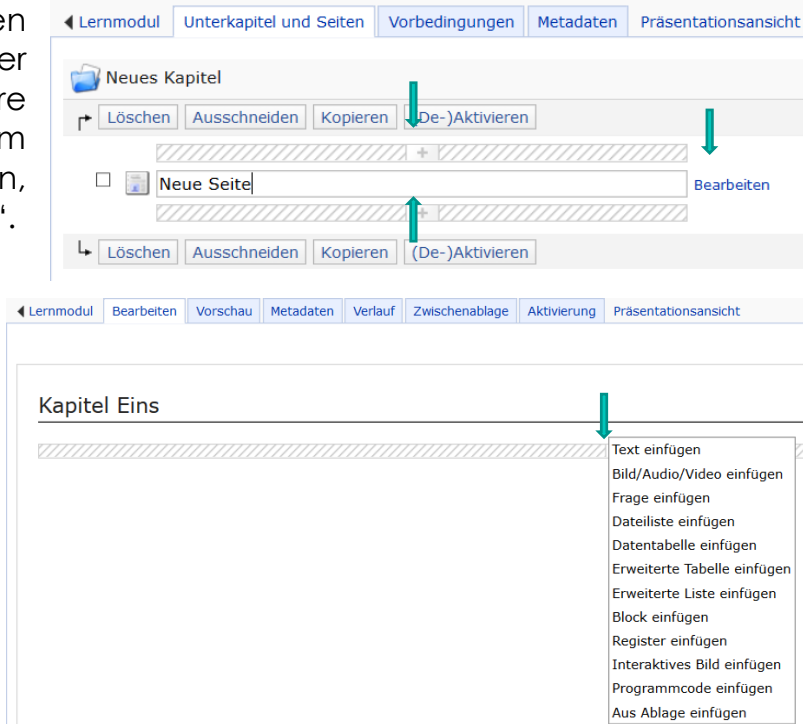 en
er
re
m
n,
“.
Lernmodul Unterkapitel und Seiten Vorbedingungen Metadaten Präsentationsansicht
Neues Kapitel
Löschen Ausschneiden Kopieren (De-)Aktivieren
+
Neue Seite Bearbeiten
+
Löschen Ausschneiden Kopieren (De-)Aktivieren
Lernmodul Bearbeiten Vorschau Metadaten Verlauf Zwischenablage Aktivierung Präsentationsansicht
Kapitel Eins
Text einfügen
Bild/Audio/Video einfügen
Frage einfügen
Dateiliste einfügen
Datentabelle einfügen
Erweiterte Tabelle einfügen
Erweiterte Liste einfügen
Block einfügen
Register einfügen
Interaktives Bild einfügen
Programmcode einfügen
Aus Ablage einfügen